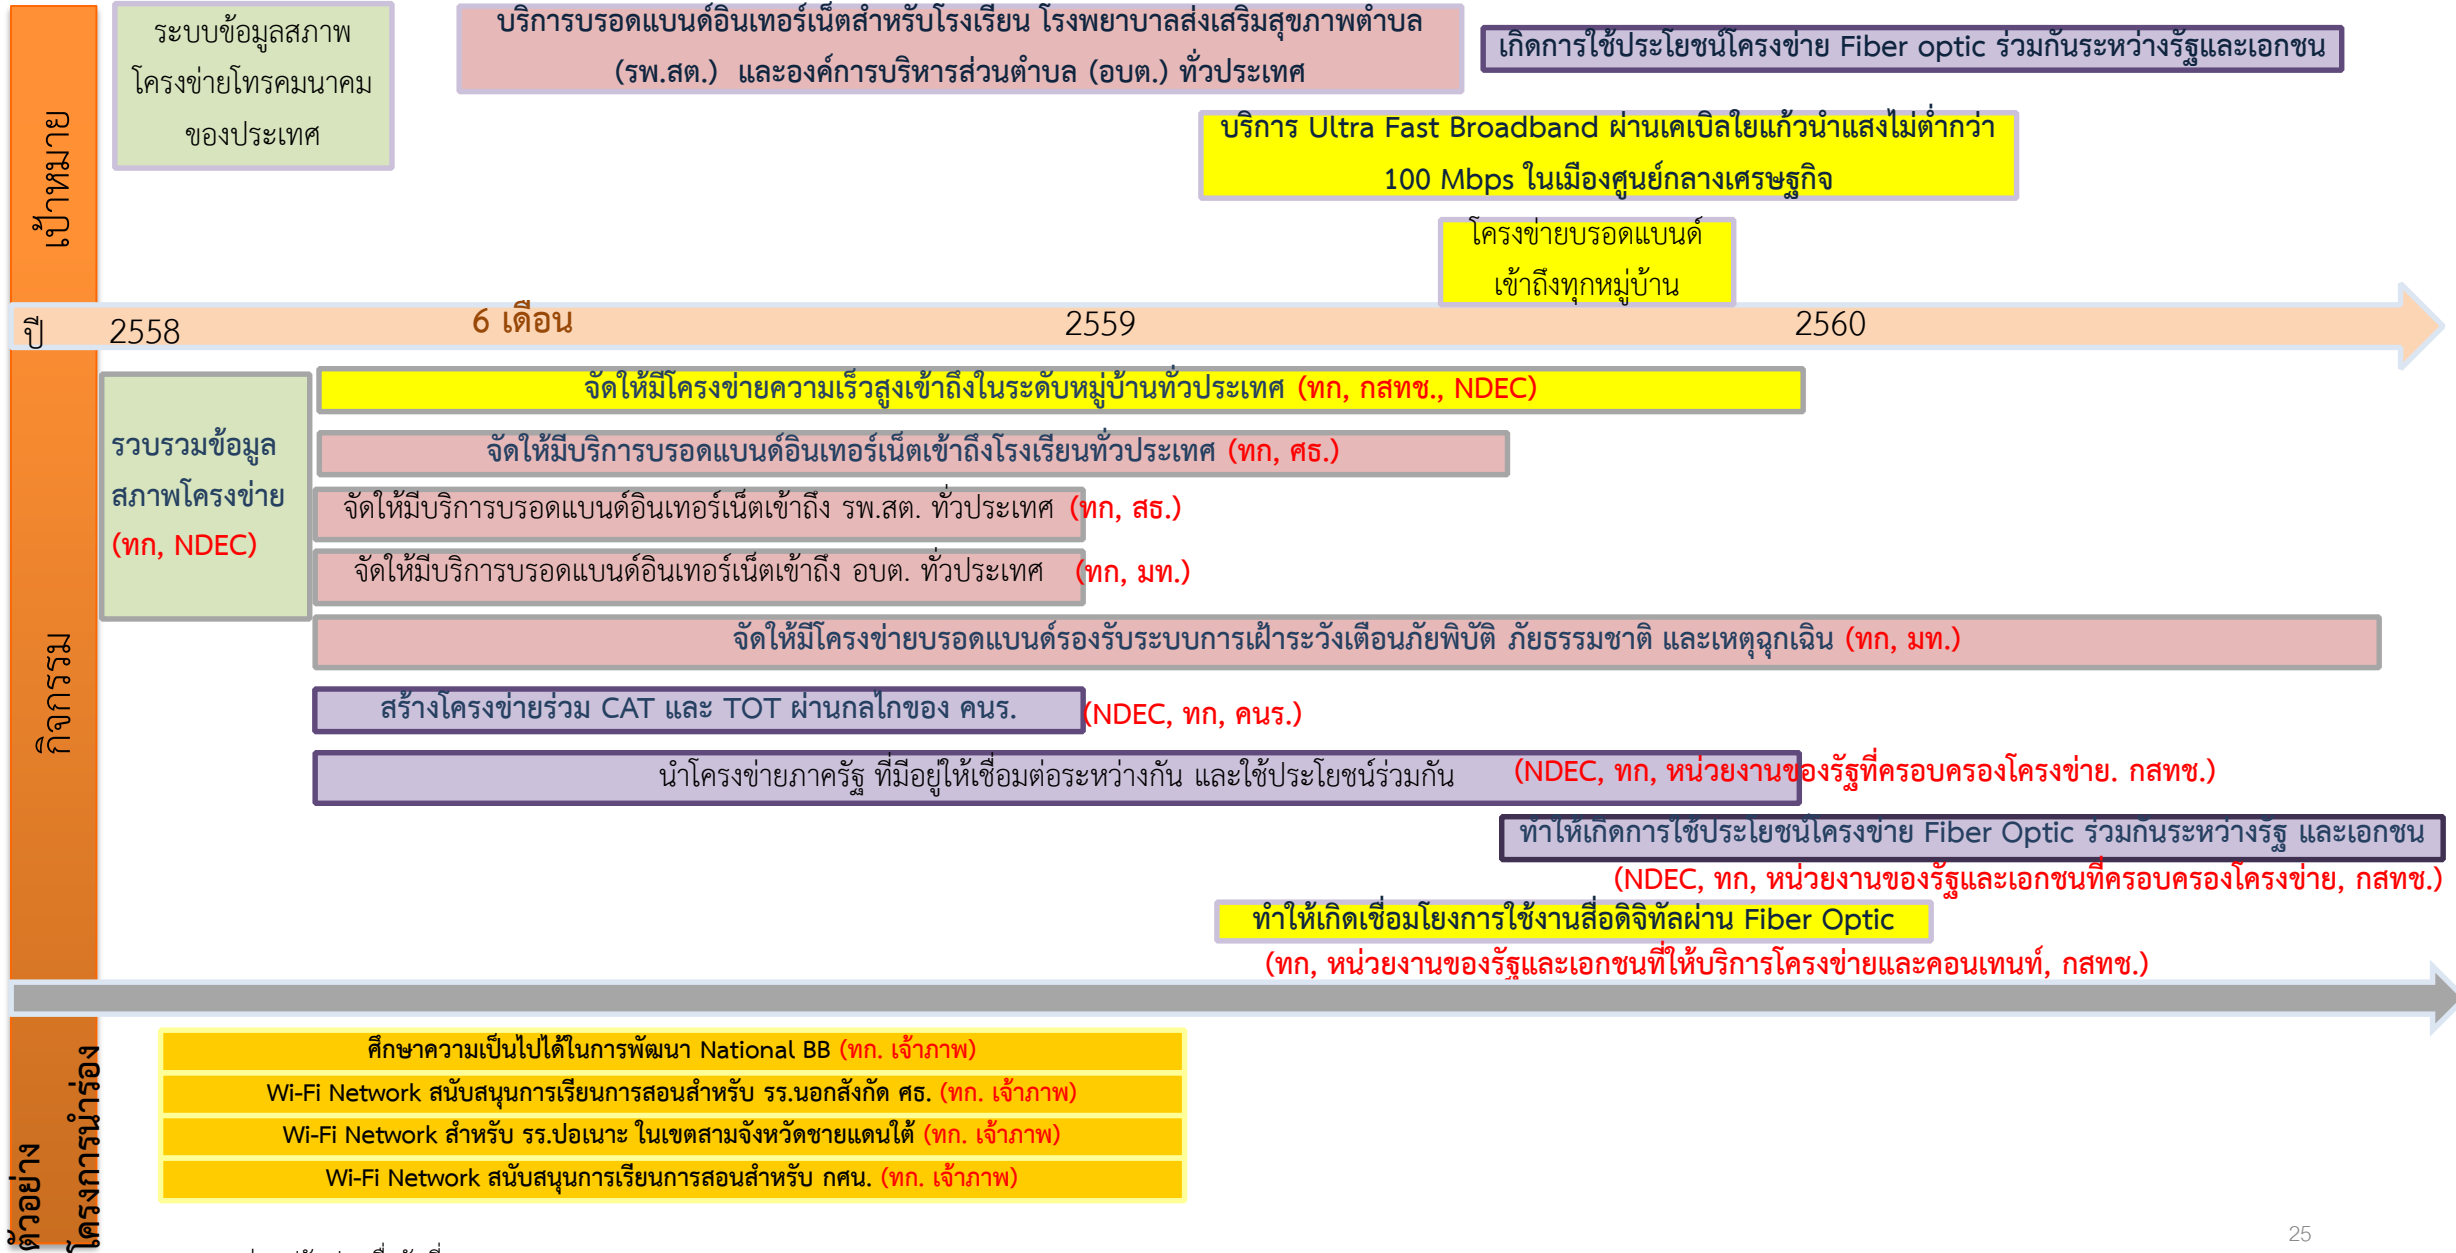 เป้าหมาย
ระบบข้อมูลสภาพ
โครงข่ายโทรคมนาคม
ของประเทศ
บริการบรอดแบนด์อินเทอร์เน็ตสำหรับโรงเรียน โรงพยาบาลส่งเสริมสุขภาพตำบล
(รพ.สต.) และองค์การบริหารส่วนตำบล (อบต.) ทั่วประเทศ
เกิดการใช้ประโยชน์โครงข่าย Fiber optic ร่วมกันระหว่างรัฐและเอกชน
บริการ Ultra Fast Broadband ผ่านเคเบิลใยแก้วนำแสงไม่ต่ำกว่า
100 Mbps ในเมืองศูนย์กลางเศรษฐกิจ
โครงข่ายบรอดแบนด์
เข้าถึงทุกหมู่บ้าน
ปี 2558 6 เดือน 2559 2560
กิจกรรม
รวบรวมข้อมูล
สภาพโครงข่าย
(ทก, NDEC)
จัดให้มีโครงข่ายความเร็วสูงเข้าถึงในระดับหมู่บ้านทั่วประเทศ (ทก, กสทช., NDEC)
จัดให้มีบริการบรอดแบนด์อินเทอร์เน็ตเข้าถึงโรงเรียนทั่วประเทศ (ทก, ศธ.)
จัดให้มีบริการบรอดแบนด์อินเทอร์เน็ตเข้าถึง รพ.สต. ทั่วประเทศ (ทก, สธ.)
จัดให้มีบริการบรอดแบนด์อินเทอร์เน็ตเข้าถึง อบต. ทั่วประเทศ (ทก, มท.)
จัดให้มีโครงข่ายบรอดแบนด์รองรับระบบการเฝ้าระวังเตือนภัยพิบัติ ภัยธรรมชาติ และเหตุฉุกเฉิน (ทก, มท.)
สร้างโครงข่ายร่วม CAT และ TOT ผ่านกลไกของ คนร. (NDEC, ทก, คนร.)
นำโครงข่ายภาครัฐ ที่มีอยู่ให้เชื่อมต่อระหว่างกัน และใช้ประโยชน์ร่วมกัน (NDEC, ทก, หน่วยงานของรัฐที่ครอบครองโครงข่าย. กสทช.)
ทำให้เกิดการใช้ประโยชน์โครงข่าย Fiber Optic ร่วมกันระหว่างรัฐ และเอกชน
(NDEC, ทก, หน่วยงานของรัฐและเอกชนที่ครอบครองโครงข่าย, กสทช.)
ทำให้เกิดเชื่อมโยงการใช้งานสื่อดิจิทัลผ่าน Fiber Optic
(ทก, หน่วยงานของรัฐและเอกชนที่ให้บริการโครงข่ายและคอนเทนท์, กสทช.)
ตัวอย่าง
โครงการนำร่อง
ศึกษาความเป็นไปได้ในการพัฒนา National BB (ทก. เจ้าภาพ)
Wi-Fi Network สนับสนุนการเรียนการสอนสำหรับ รร.นอกสังกัด ศธ. (ทก. เจ้าภาพ)
Wi-Fi Network สำหรับ รร.ปอเนาะ ในเขตสามจังหวัดชายแดนใต้ (ทก. เจ้าภาพ)
Wi-Fi Network สนับสนุนการเรียนการสอนสำหรับ กศน. (ทก. เจ้าภาพ)
25